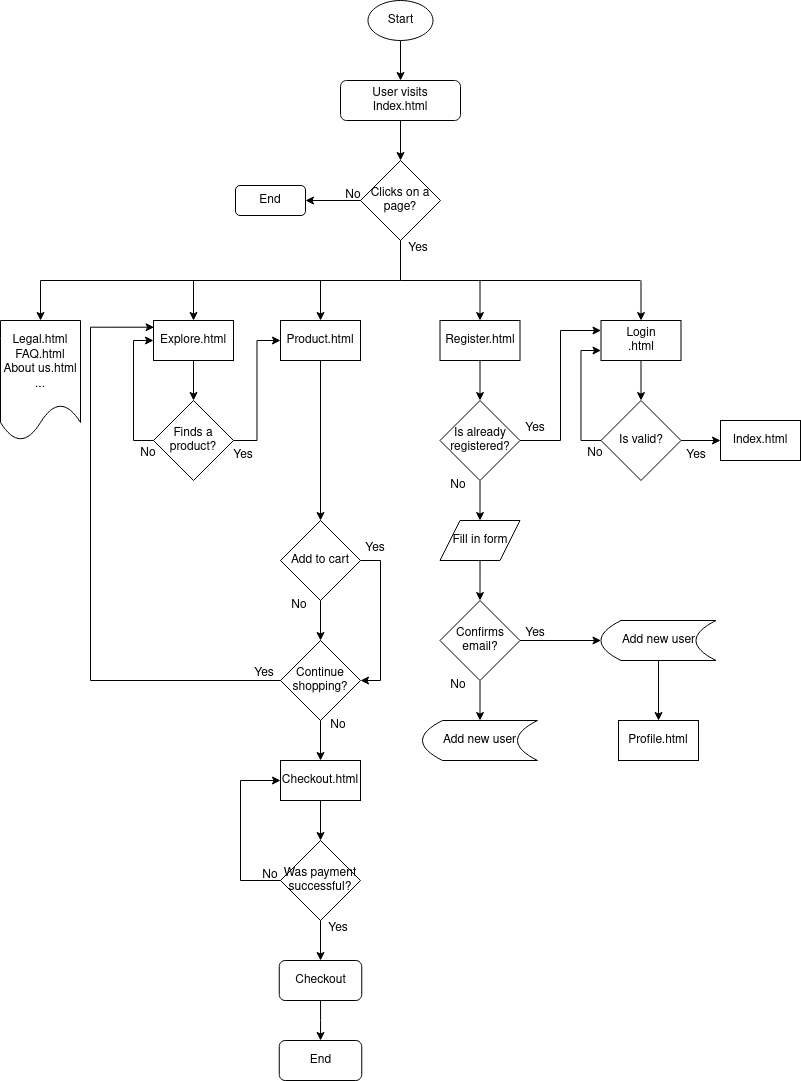 Start
User visits
Index.html
Clicks on a
page?
No
End
Yes
Legal.html
FAQ.html
About us.html
...
Explore.html
Product.html
Register.html
Login
.html
Finds a
product?
No
Yes
Is already
registered?
Yes
No
Is valid?
No
Yes
Index.html
Fill in form
Add to cart
Yes
No
Continue
shopping?
Yes
No
Confirms
email?
Yes
No
Add new user
Add new user
Profile.html
Checkout.html
Was payment
successful?
No
Yes
Checkout
End